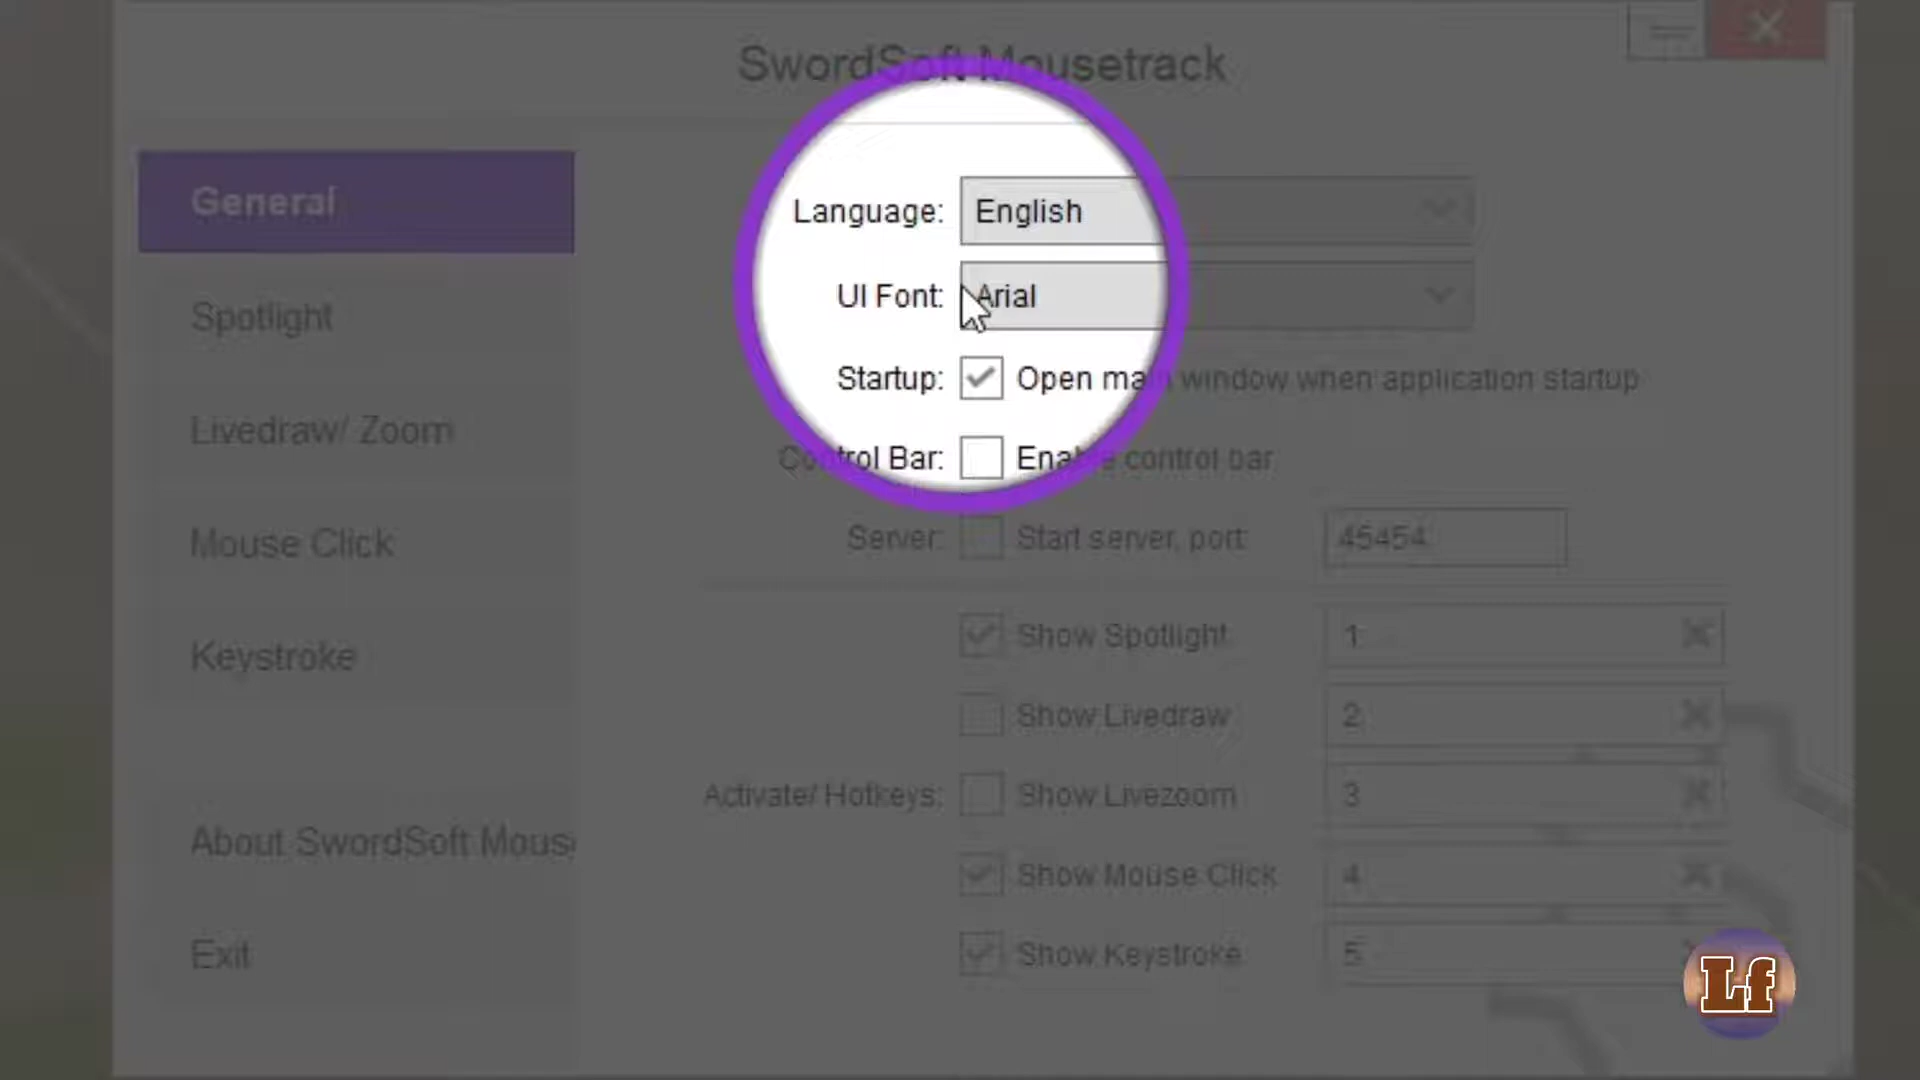 SwordSoft Mousetrack
General
Spotlight
Livedraw/ Zoom
Mouse Click
Keystroke
About SwordSoft Mous
Exit
Language: English
UI Font: Arial
Startup: Open main window when application startup
Control Bar: Enable control bar
Server: Start server, port: 45454
Activate/ Hotkeys:
Show Spotlight 1
Show Livedraw 2
Show Livezoom 3
Show Mouse Click 4
Show Keystroke 5
Lf